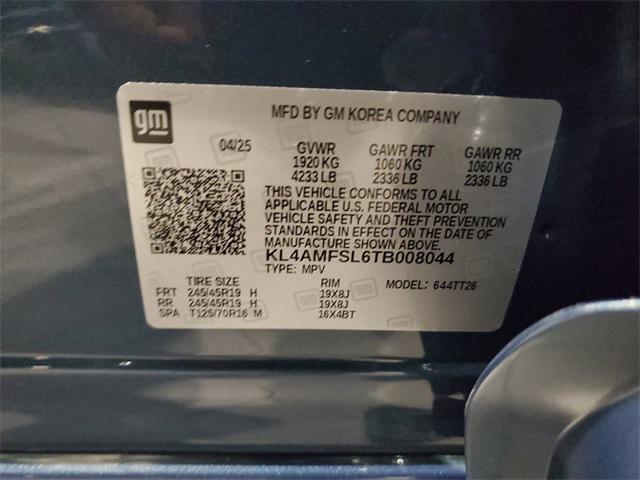 gm
MFD BY GM KOREA COMPANY
04/25 GVWR GAWR FRT GAWR RR
1920 KG 1060 KG 1060 KG
4233 LB 2336 LB 2336 LB
THIS VEHICLE CONFORMS TO ALL
APPLICABLE U.S. FEDERAL MOTOR
VEHICLE SAFETY AND THEFT PREVENTION
STANDARDS IN EFFECT ON THE DATE OF
MANUFACTURE SHOWN ABOVE.
KL4AMFSL6TB008044
TYPE: MPV
TIRE SIZE RIM MODEL: 644TT26
FRT 245/45R19 H 19X8J
RR 245/45R19 H 19X8J
SPA T125/70R16 M 16X4BT